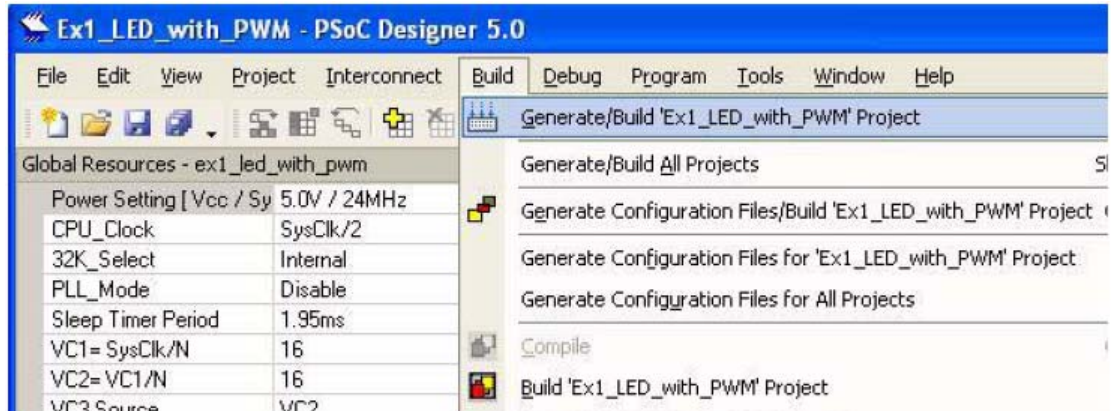 Ex1_LED_with_PWM - PSoC Designer 5.0
File Edit View Project Interconnect Build Debug Program Tools Window Help
Generate/Build 'Ex1_LED_with_PWM' Project
Global Resources - ex1_led_with_pwm
Generate/Build All Projects
Power Setting [ Vcc / Sy 5.0V / 24MHz
Generate Configuration Files/Build 'Ex1_LED_with_PWM' Project
CPU_Clock SysClk/2
32K_Select Internal
Generate Configuration Files for 'Ex1_LED_with_PWM' Project
PLL_Mode Disable
Generate Configuration Files for All Projects
Sleep Timer Period 1.95ms
VC1= SysClk/N 16
Compile
VC2= VC1/N 16
Build 'Ex1_LED_with_PWM' Project
VC3 Source VC2